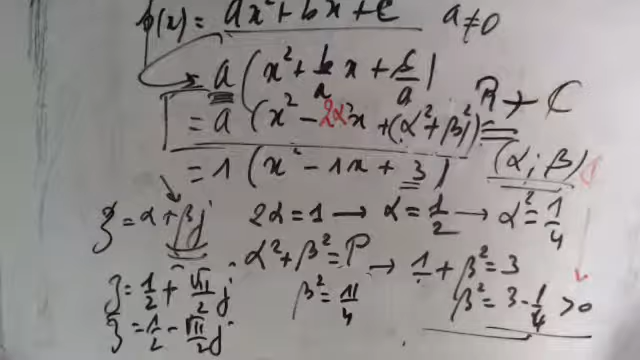 p(x) = ax²+bx+c a≠0
= a (x² + b/a x + c/a)
R → C
= a (x² - 2αx + (α²+β²))
(α; β)
= 1 (x² - 1x + 3)
z = α + βj 2α = 1 → α = 1/2 → α² = 1/4
α² + β² = P → 1/ + β² = 3
z = 1/2 + √11/2 j β² = 11/4 β² = 3 - 1/4 > 0
z = 1/2 - √11/2 j